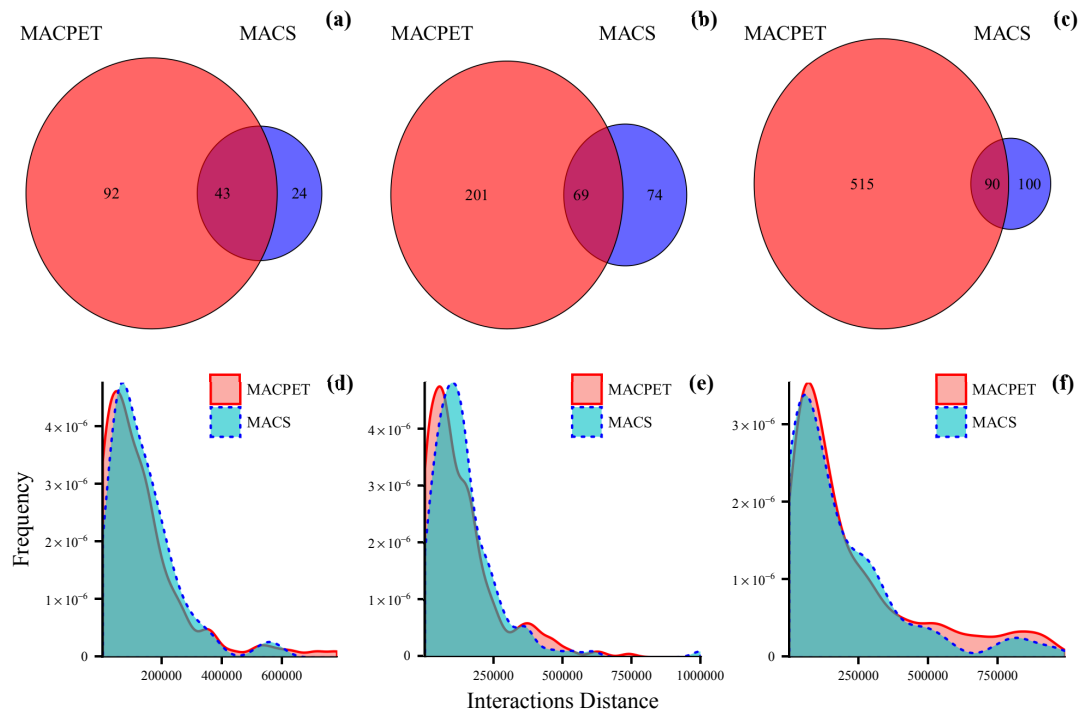 (a)
MACPET MACS
92 43 24
(b)
MACPET MACS
201 69 74
(c)
MACPET MACS
515 90 100
Frequency
(d)
MACPET
MACS
4 × 10⁻⁶
3 × 10⁻⁶
2 × 10⁻⁶
1 × 10⁻⁶
0
200000 400000 600000
(e)
MACPET
MACS
4 × 10⁻⁶
3 × 10⁻⁶
2 × 10⁻⁶
1 × 10⁻⁶
0
250000 500000 750000 1000000
(f)
MACPET
MACS
3 × 10⁻⁶
2 × 10⁻⁶
1 × 10⁻⁶
0
250000 500000 750000
Interactions Distance